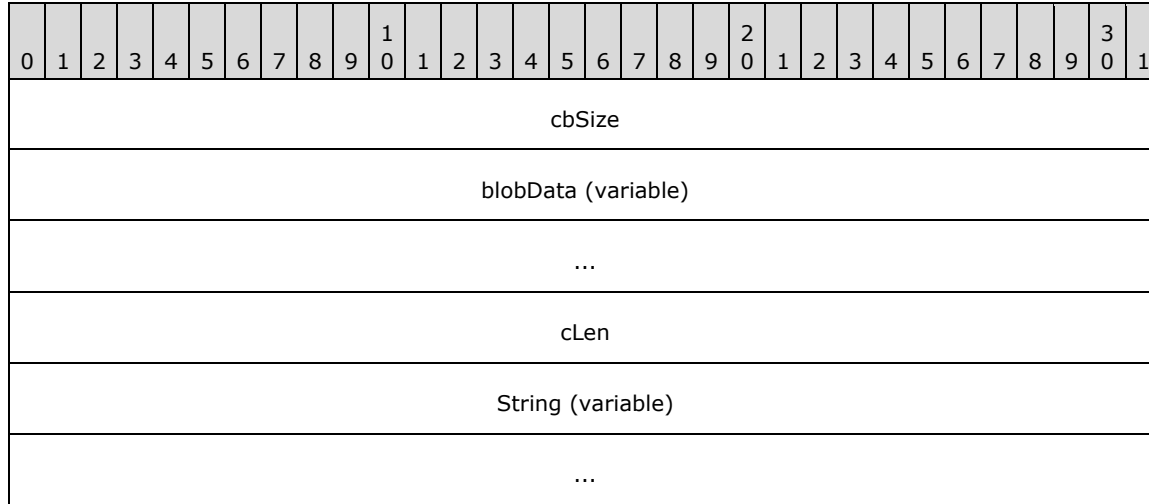 1 2 3
0 1 2 3 4 5 6 7 8 9 0 1 2 3 4 5 6 7 8 9 0 1 2 3 4 5 6 7 8 9 0 1
cbSize
blobData (variable)
...
cLen
String (variable)
...